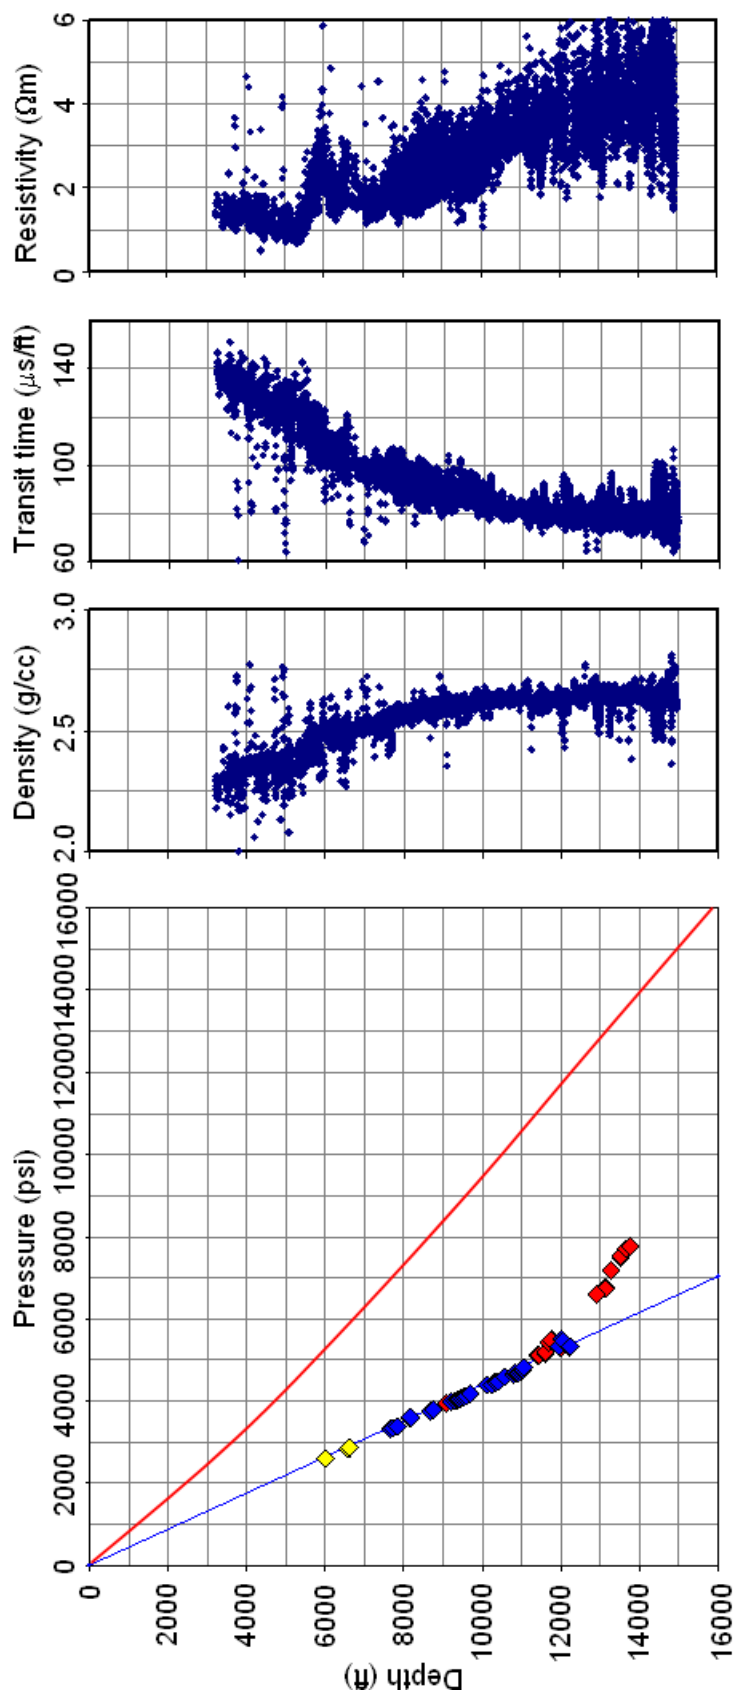 Resistivity (Ωm)
0 2 4 6
Transit time (μs/ft)
60 100 140
Density (g/cc)
2.0 2.5 3.0
Pressure (psi)
0 2000 4000 6000 8000 10000 12000 14000 16000
0 2000 4000 6000 8000 10000 12000 14000 16000
Depth (ft)